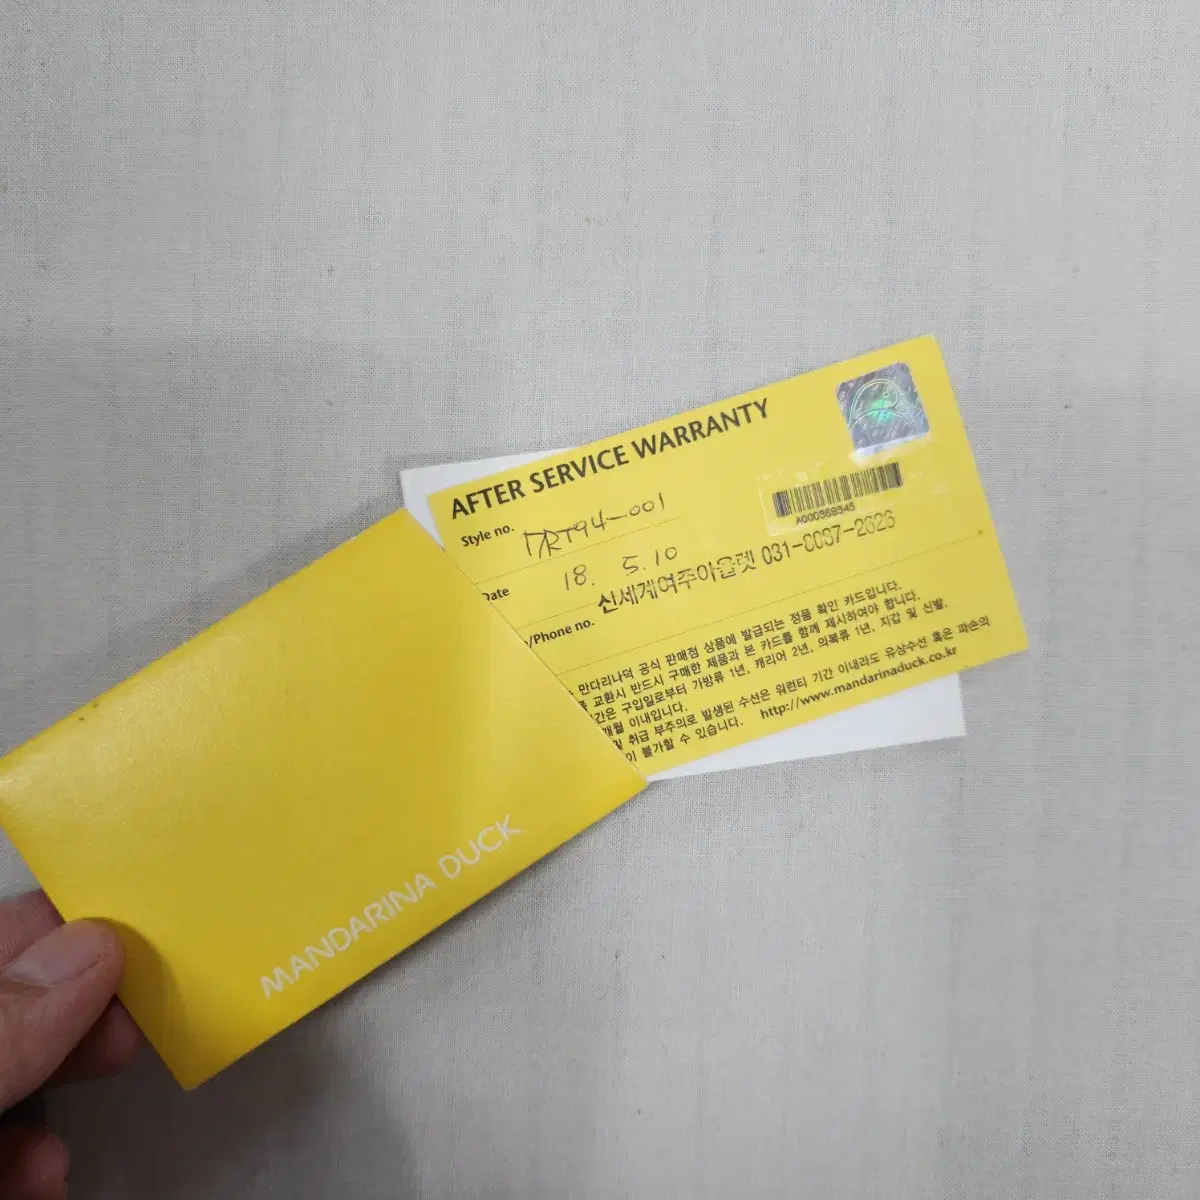 AFTER SERVICE WARRANTY
A000369345
Style no.
Date 18. 5.10
/Phone no. 신세계여주아울렛 031-8087-2626
만다리나덕 공식 판매점 상품에 발급되는 정품 확인 카드입니다.
교환시 반드시 구매한 제품과 본 카드를 함께 제시하여야 합니다.
구입일로부터 가방류 1년, 캐리어 2년, 의복류 1년, 지갑 및 신발,
이내입니다.
및 취급 부주의로 발생된 수선은 워런티 기간 이내라도 유상수선 혹은 파손의
불가할 수 있습니다. http://www.mandarinaduck.co.kr
MANDARINA DUCK